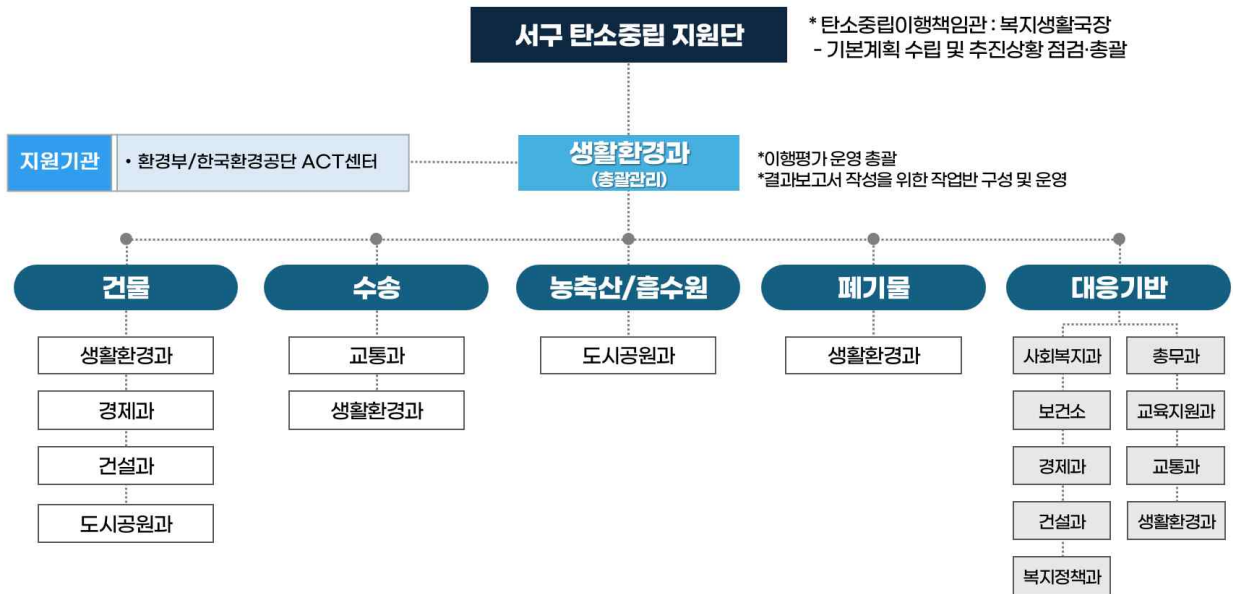 서구 탄소중립 지원단
* 탄소중립이행책임관 : 복지생활국장
- 기본계획 수립 및 추진상황 점검·총괄
지원기관
• 환경부/한국환경공단 ACT센터
생활환경과
(총괄관리)
*이행평가 운영 총괄
*결과보고서 작성을 위한 작업반 구성 및 운영
건물
생활환경과
경제과
건설과
도시공원과
수송
교통과
생활환경과
농축산/흡수원
도시공원과
폐기물
생활환경과
대응기반
사회복지과
보건소
경제과
건설과
복지정책과
총무과
교육지원과
교통과
생활환경과